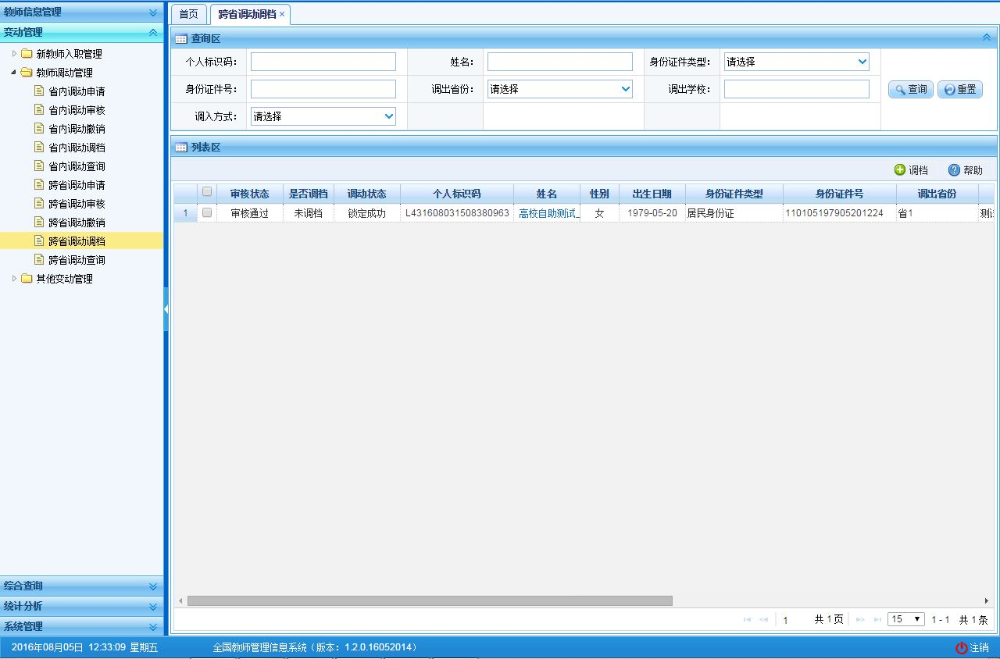 教师信息管理
变动管理
新教师入职管理
教师调动管理
省内调动申请
省内调动审核
省内调动撤销
省内调动调档
省内调动查询
跨省调动申请
跨省调动审核
跨省调动撤销
跨省调动调档
跨省调动查询
其他变动管理
综合查询
统计分析
系统管理
首页 跨省调动调档 ×
查询区
个人标识码： 姓名： 身份证件类型： 请选择
身份证件号： 调出省份： 请选择 调出学校： 查询 重置
调入方式： 请选择
列表区
调档 帮助
审核状态 是否调档 调动状态 个人标识码 姓名 性别 出生日期 身份证件类型 身份证件号 调出省份
1 审核通过 未调档 锁定成功 L431608031508380963 高校自助测试_ 女 1979-05-20 居民身份证 110105197905201224 省1 测
1 共 1 页 15 1 - 1 共 1 条
2016年08月05日 12:33:09 星期五 全国教师管理信息系统（版本：1.2.0.16052014） 注销